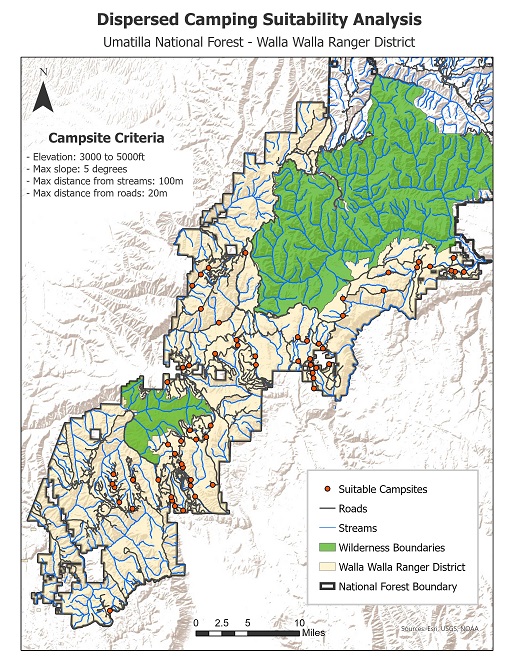 Dispersed Camping Suitability Analysis
Umatilla National Forest - Walla Walla Ranger District
N
Campsite Criteria
- Elevation: 3000 to 5000ft
- Max slope: 5 degrees
- Max distance from streams: 100m
- Max distance from roads: 20m
Suitable Campsites
Roads
Streams
Wilderness Boundaries
Walla Walla Ranger District
National Forest Boundary
0 2.5 5 10
Miles
Sources: Esri, USGS, NOAA